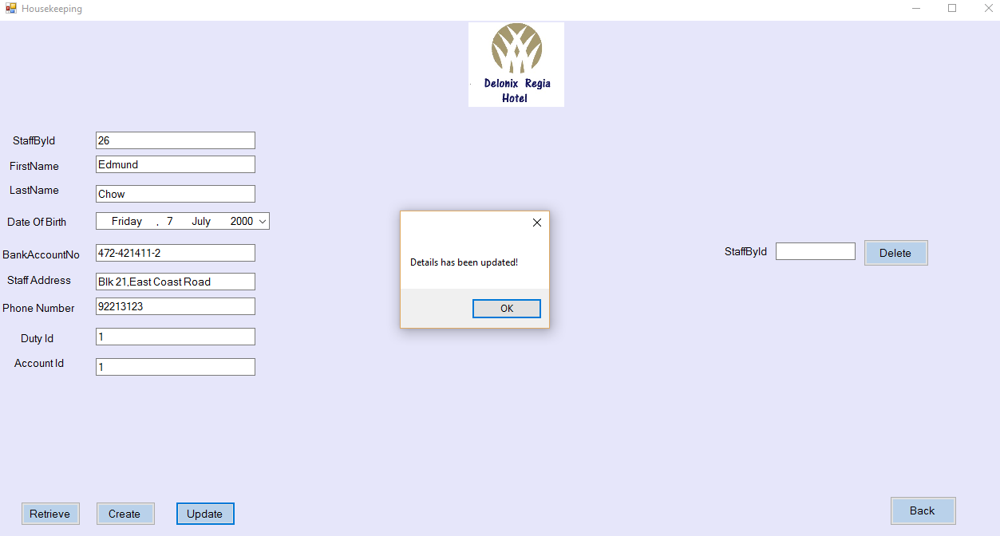 Housekeeping
Delonix Regia
Hotel
StaffById 26
FirstName Edmund
LastName Chow
Date Of Birth Friday , 7 July 2000
BankAccountNo 472-421411-2
Staff Address Blk 21,East Coast Road
Phone Number 92213123
Duty Id 1
Account Id 1
Details has been updated!
OK
StaffById Delete
Retrieve Create Update
Back